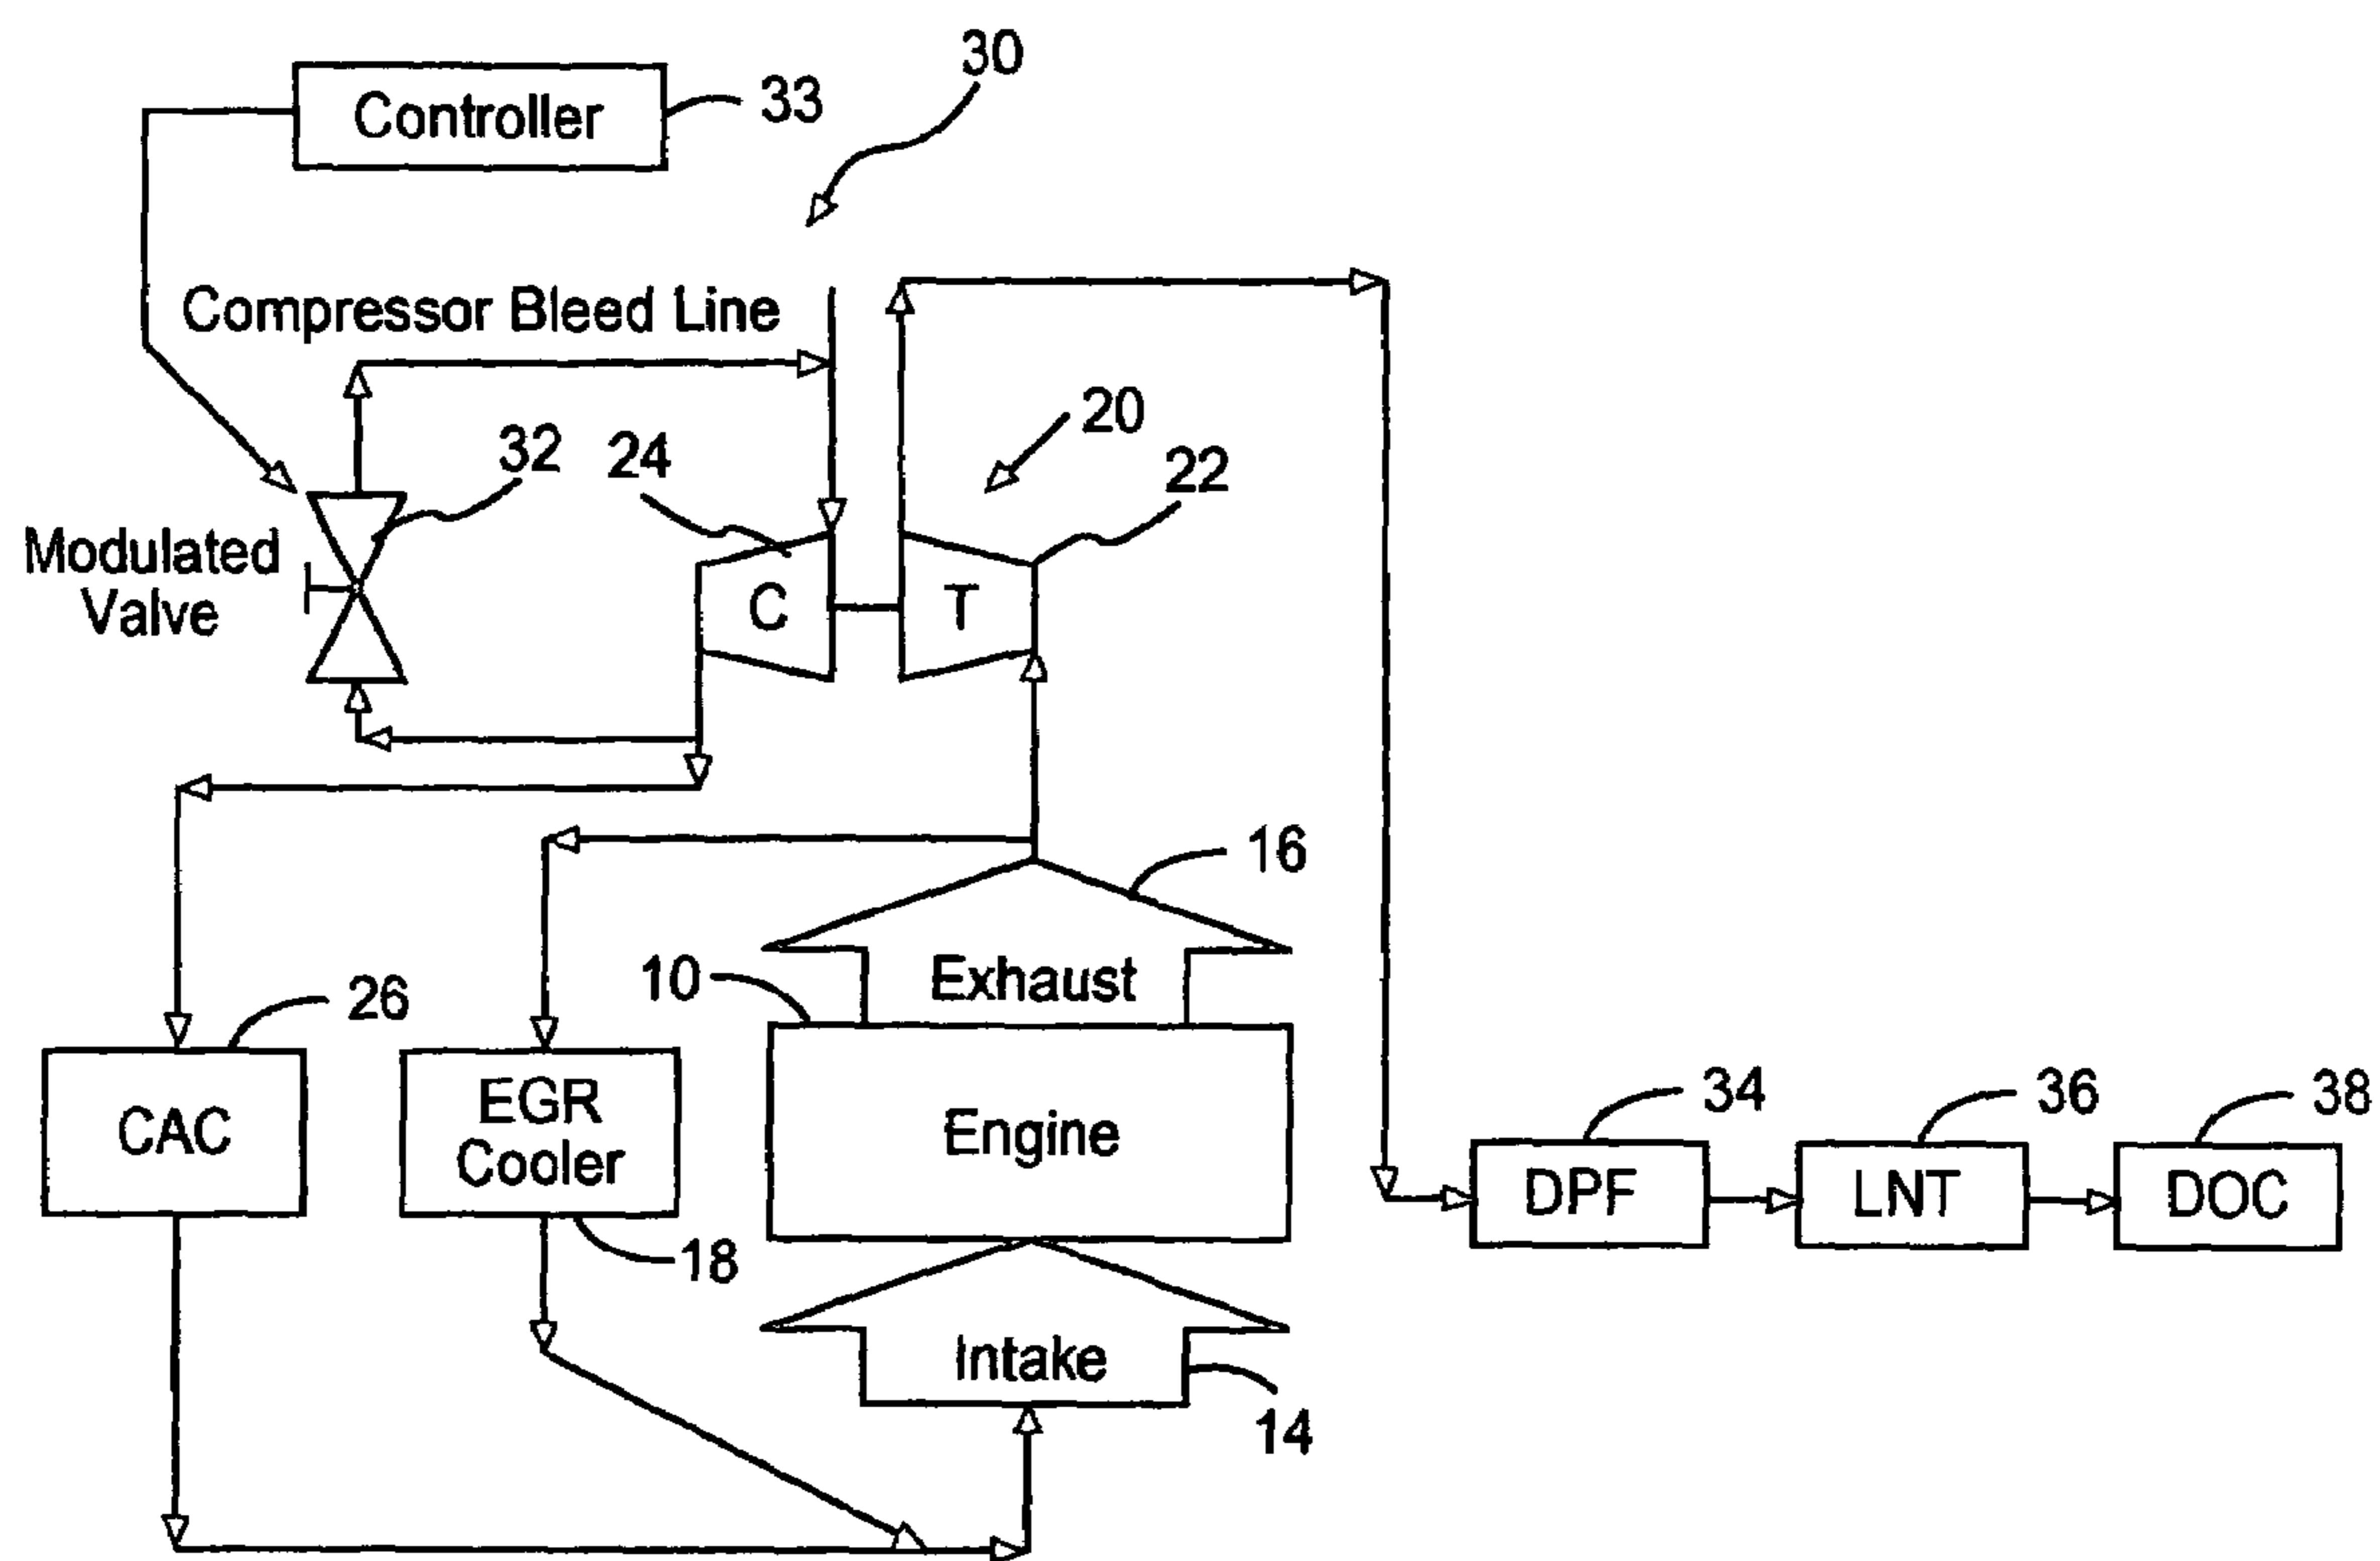 30
Controller
33
Compressor Bleed Line
20
32
24
22
Modulated
Valve
C
T
16
10
Exhaust
26
CAC
EGR
Cooler
Engine
34
36
38
DPF
LNT
DOC
18
Intake
14